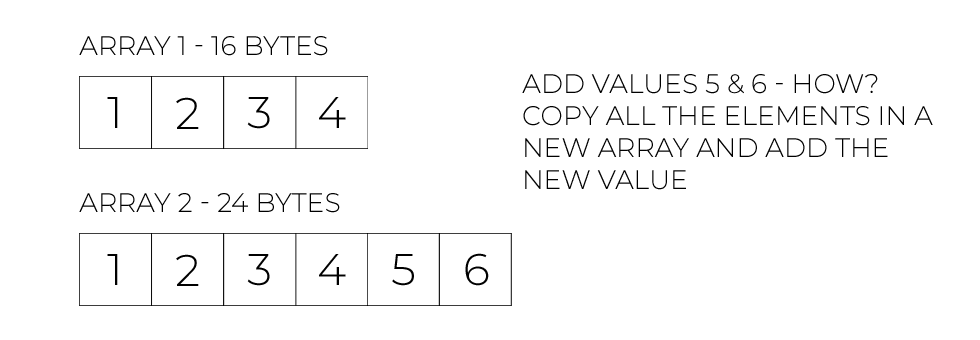 ARRAY 1 - 16 BYTES
1 2 3 4
ADD VALUES 5 & 6 - HOW?
COPY ALL THE ELEMENTS IN A
NEW ARRAY AND ADD THE
NEW VALUE
ARRAY 2 - 24 BYTES
1 2 3 4 5 6